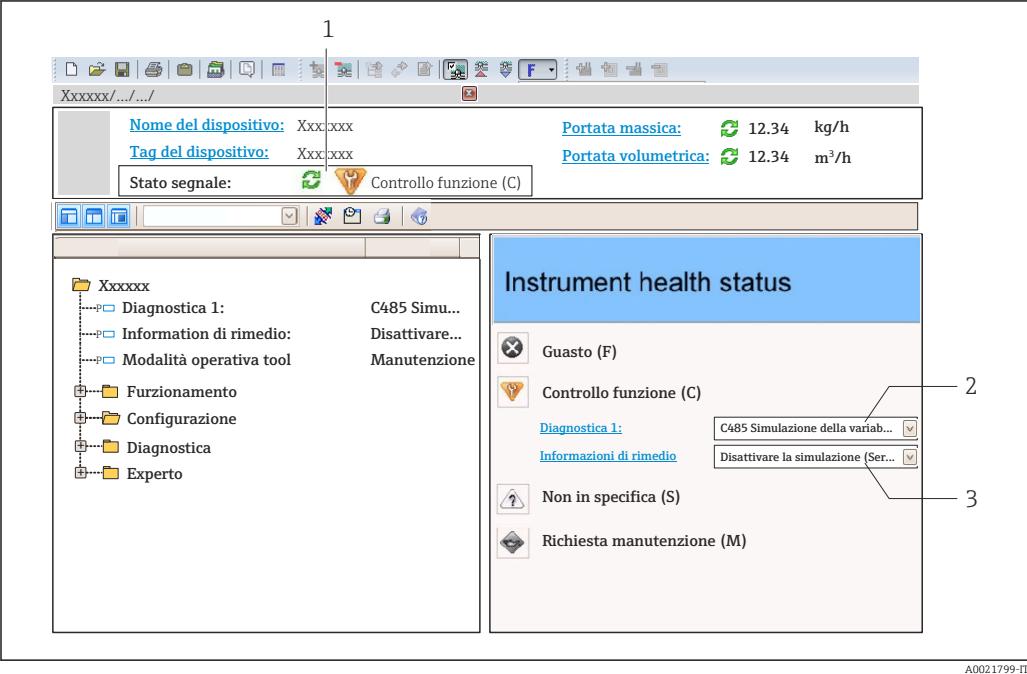 1
F
Xxxxxx/.../.../
Nome del dispositivo: Xxxxxxx Portata massica: 12.34 kg/h
Tag del dispositivo: Xxxxxxx Portata volumetrica: 12.34 m³/h
Stato segnale: Controllo funzione (C)
Xxxxxx
P Diagnostica 1: C485 Simu...
P Information di rimedio: Disattivare...
P Modalità operativa tool Manutenzione
Furzionamento
Configurazione
Diagnostica
Experto
Instrument health status
Guasto (F)
Controllo funzione (C)
2
Diagnostica 1: C485 Simulazione della variab...
Informazioni di rimedio Disattivare la simulazione (Ser...
Non in specifica (S)
3
Richiesta manutenzione (M)
A0021799-IT